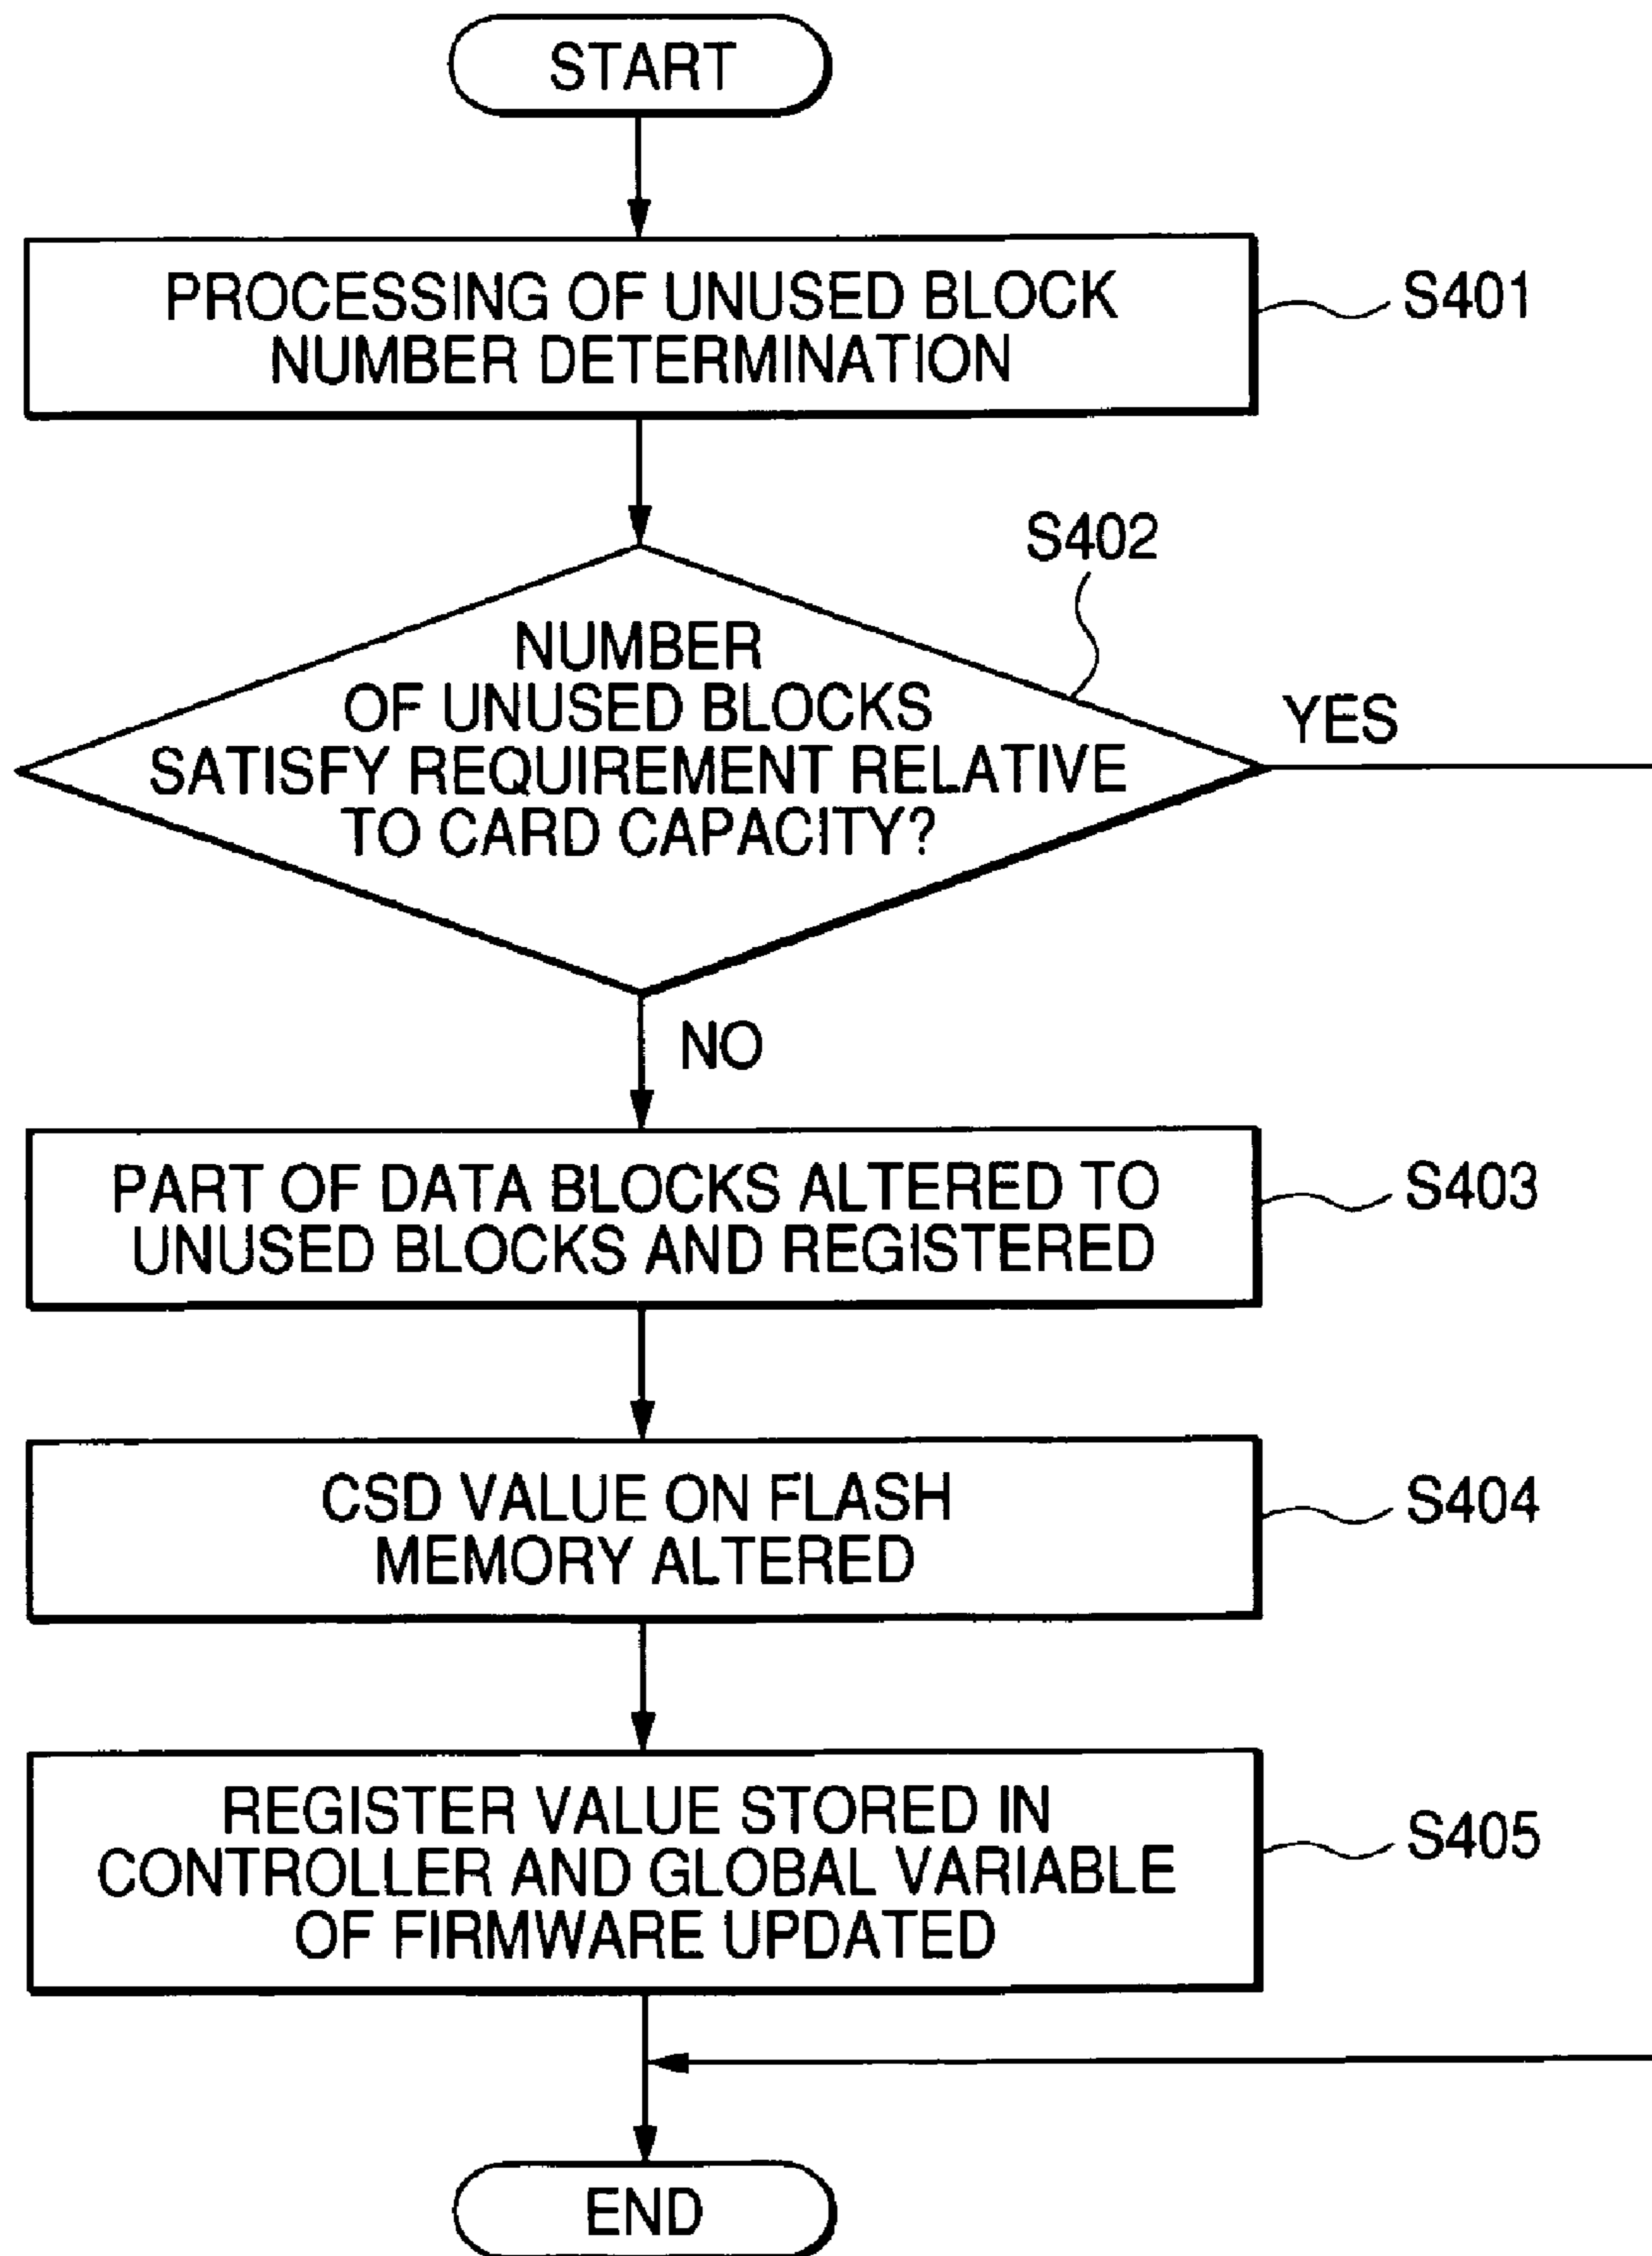 START
PROCESSING OF UNUSED BLOCK
NUMBER DETERMINATION
S401
S402
NUMBER
OF UNUSED BLOCKS
SATISFY REQUIREMENT RELATIVE
TO CARD CAPACITY?
YES
NO
PART OF DATA BLOCKS ALTERED TO
UNUSED BLOCKS AND REGISTERED
S403
CSD VALUE ON FLASH
MEMORY ALTERED
S404
REGISTER VALUE STORED IN
CONTROLLER AND GLOBAL VARIABLE
OF FIRMWARE UPDATED
S405
END